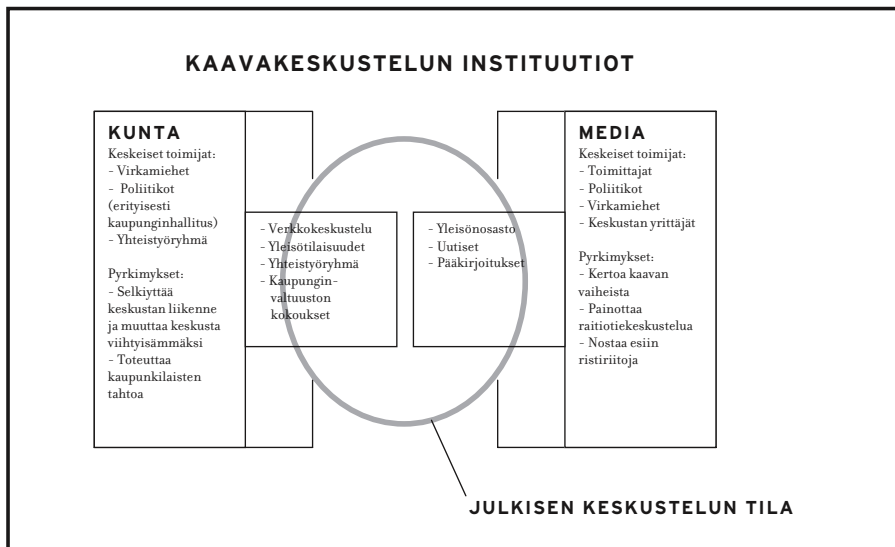 KAAVAKESKUSTELUN INSTITUUTIOT
KUNTA
Keskeiset toimijat:
- Virkamiehet
- Poliitikot
(erityisesti
kaupunginhallitus)
- Yhteistyöryhmä
Pyrkimykset:
- Selkiyttää
keskustan liikenne
ja muuttaa keskusta
viihtyisämmäksi
- Toteuttaa
kaupunkilaisten
tahtoa
- Verkkokeskustelu
- Yleisötilaisuudet
- Yhteistyöryhmä
- Kaupungin-
valtuuston
kokoukset
- Yleisönosasto
- Uutiset
- Pääkirjoitukset
MEDIA
Keskeiset toimijat:
- Toimittajat
- Poliitikot
- Virkamiehet
- Keskustan yrittäjät
Pyrkimykset:
- Kertoa kaavan
vaiheista
- Painottaa
raitiotiekeskustelua
- Nostaa esiin
ristiriitoja
JULKISEN KESKUSTELUN TILA